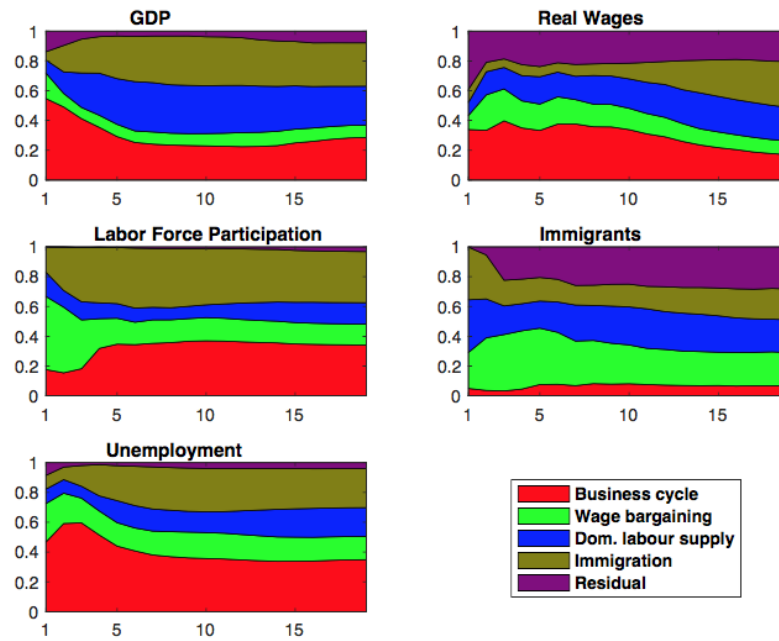 GDP
1
0.8
0.6
0.4
0.2
0
1 5 10 15
Real Wages
1
0.8
0.6
0.4
0.2
0
1 5 10 15
Labor Force Participation
1
0.8
0.6
0.4
0.2
0
1 5 10 15
Immigrants
1
0.8
0.6
0.4
0.2
0
1 5 10 15
Unemployment
1
0.8
0.6
0.4
0.2
0
1 5 10 15
Business cycle
Wage bargaining
Dom. labour supply
Immigration
Residual